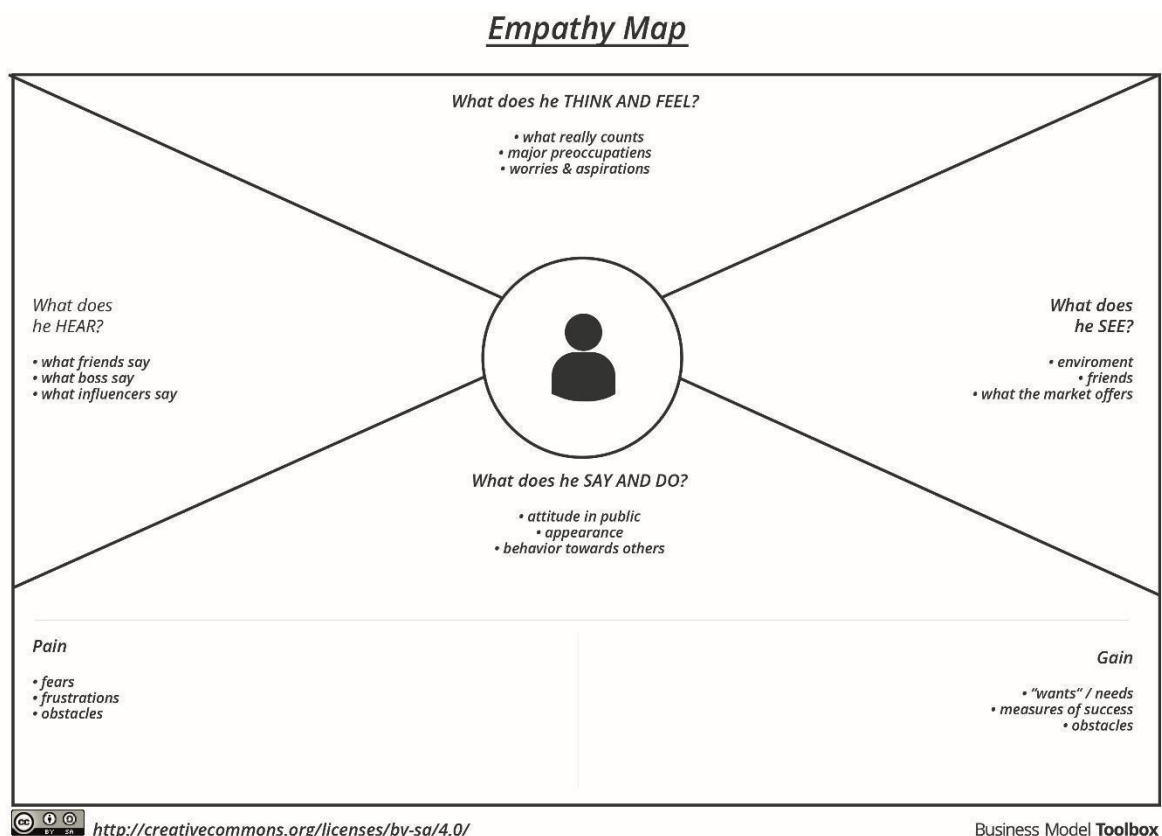 Empathy Map
What does he THINK AND FEEL?
• what really counts
• major preoccupatiens
• worries & aspirations
What does
he HEAR?
• what friends say
• what boss say
• what influencers say
What does
he SEE?
• enviroment
• friends
• what the market offers
What does he SAY AND DO?
• attitude in public
• appearance
• behavior towards others
Pain
• fears
• frustrations
• obstacles
Gain
• “wants” / needs
• measures of success
• obstacles
cc BY SA
http://creativecommons.org/licenses/by-sa/4.0/
Business Model Toolbox